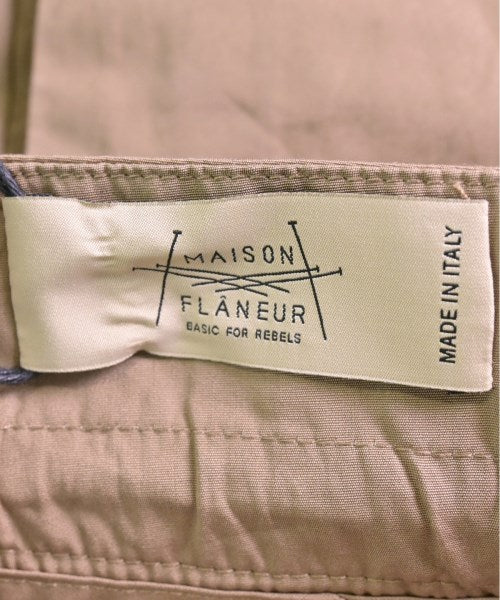 MAISON
FLÂNEUR
BASIC FOR REBELS
MADE IN ITALY